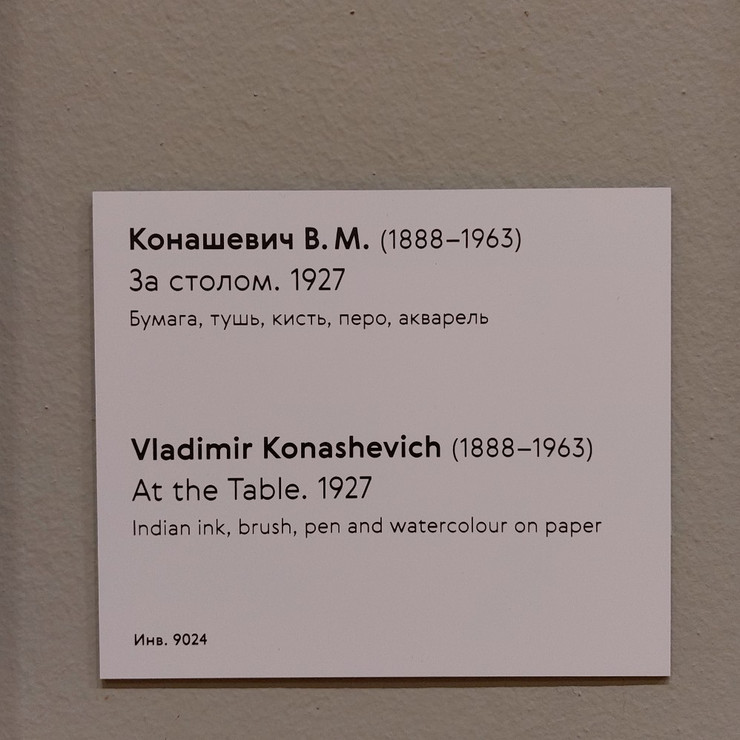 Конашевич В. М. (1888–1963)
За столом. 1927
Бумага, тушь, кисть, перо, акварель
Vladimir Konashevich (1888–1963)
At the Table. 1927
Indian ink, brush, pen and watercolour on paper
Инв. 9024